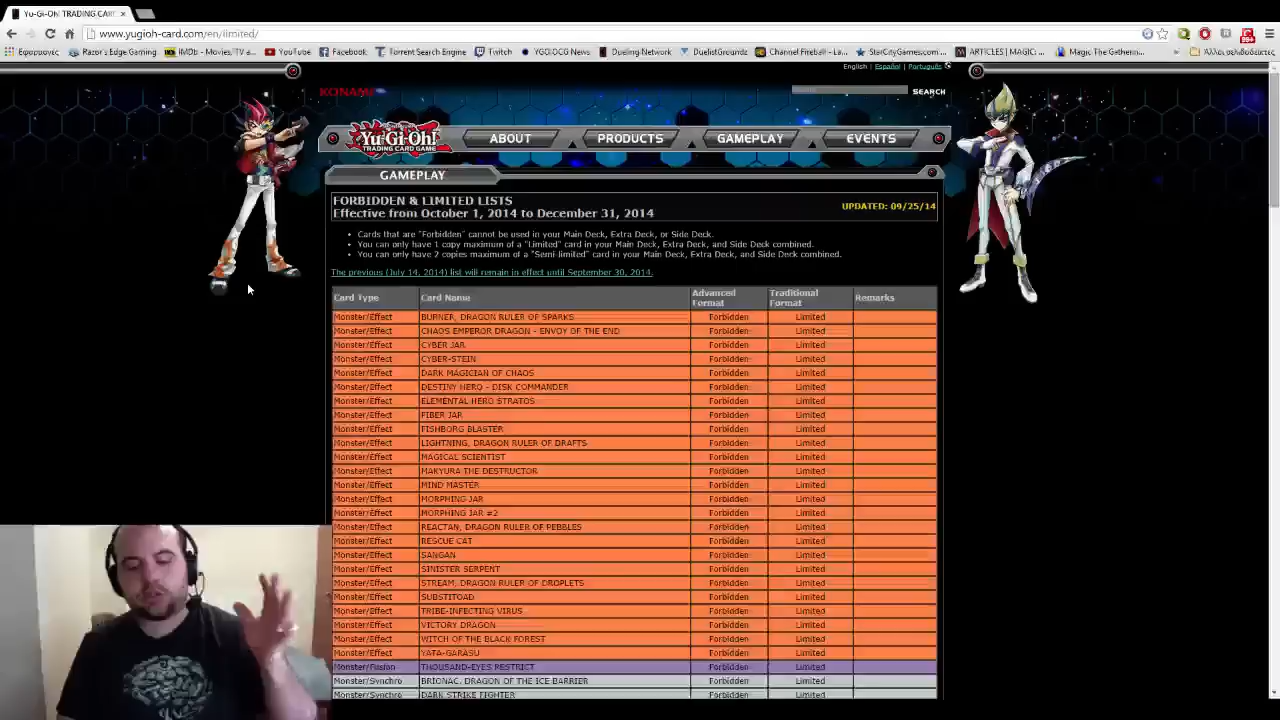 Yu-Gi-Oh! TRADING CARD
www.yugioh-card.com/en/limited/
Εφαρμογές Razor's Edge Gaming IMDb - Movies, TV a... YouTube Facebook Torrent Search Engine Twitch YGOTCG News Dueling-Network DuelistGroundz Channel Fireball - La... StarCityGames.com'... ARTICLES | MAGIC: ... Magic The Gatherin... Άλλοι σελιδοδείκτες
English | Español | Português
KONAMI
SEARCH
Yu-Gi-Oh!
TRADING CARD GAME
ABOUT PRODUCTS GAMEPLAY EVENTS
GAMEPLAY
FORBIDDEN & LIMITED LISTS
Effective from October 1, 2014 to December 31, 2014
UPDATED: 09/25/14
• Cards that are "Forbidden" cannot be used in your Main Deck, Extra Deck, or Side Deck.
• You can only have 1 copy maximum of a "Limited" card in your Main Deck, Extra Deck, and Side Deck combined.
• You can only have 2 copies maximum of a "Semi-limited" card in your Main Deck, Extra Deck, and Side Deck combined.
The previous (July 14, 2014) list will remain in effect until September 30, 2014.
Card Type Card Name Advanced Format Traditional Format Remarks
Monster/Effect BURNER, DRAGON RULER OF SPARKS Forbidden Limited
Monster/Effect CHAOS EMPEROR DRAGON - ENVOY OF THE END Forbidden Limited
Monster/Effect CYBER JAR Forbidden Limited
Monster/Effect CYBER-STEIN Forbidden Limited
Monster/Effect DARK MAGICIAN OF CHAOS Forbidden Limited
Monster/Effect DESTINY HERO - DISK COMMANDER Forbidden Limited
Monster/Effect ELEMENTAL HERO STRATOS Forbidden Limited
Monster/Effect FIBER JAR Forbidden Limited
Monster/Effect FISHBORG BLASTER Forbidden Limited
Monster/Effect LIGHTNING, DRAGON RULER OF DRAFTS Forbidden Limited
Monster/Effect MAGICAL SCIENTIST Forbidden Limited
Monster/Effect MAKYURA THE DESTRUCTOR Forbidden Limited
Monster/Effect MIND MASTER Forbidden Limited
Monster/Effect MORPHING JAR Forbidden Limited
Monster/Effect MORPHING JAR #2 Forbidden Limited
Monster/Effect REACTAN, DRAGON RULER OF PEBBLES Forbidden Limited
Monster/Effect RESCUE CAT Forbidden Limited
Monster/Effect SANGAN Forbidden Limited
Monster/Effect SINISTER SERPENT Forbidden Limited
Monster/Effect STREAM, DRAGON RULER OF DROPLETS Forbidden Limited
Monster/Effect SUBSTITOAD Forbidden Limited
Monster/Effect TRIBE-INFECTING VIRUS Forbidden Limited
Monster/Effect VICTORY DRAGON Forbidden Limited
Monster/Effect WITCH OF THE BLACK FOREST Forbidden Limited
Monster/Effect YATA-GARASU Forbidden Limited
Monster/Fusion THOUSAND-EYES RESTRICT Forbidden Limited
Monster/Synchro BRIONAC, DRAGON OF THE ICE BARRIER Forbidden Limited
Monster/Synchro DARK STRIKE FIGHTER Forbidden Limited